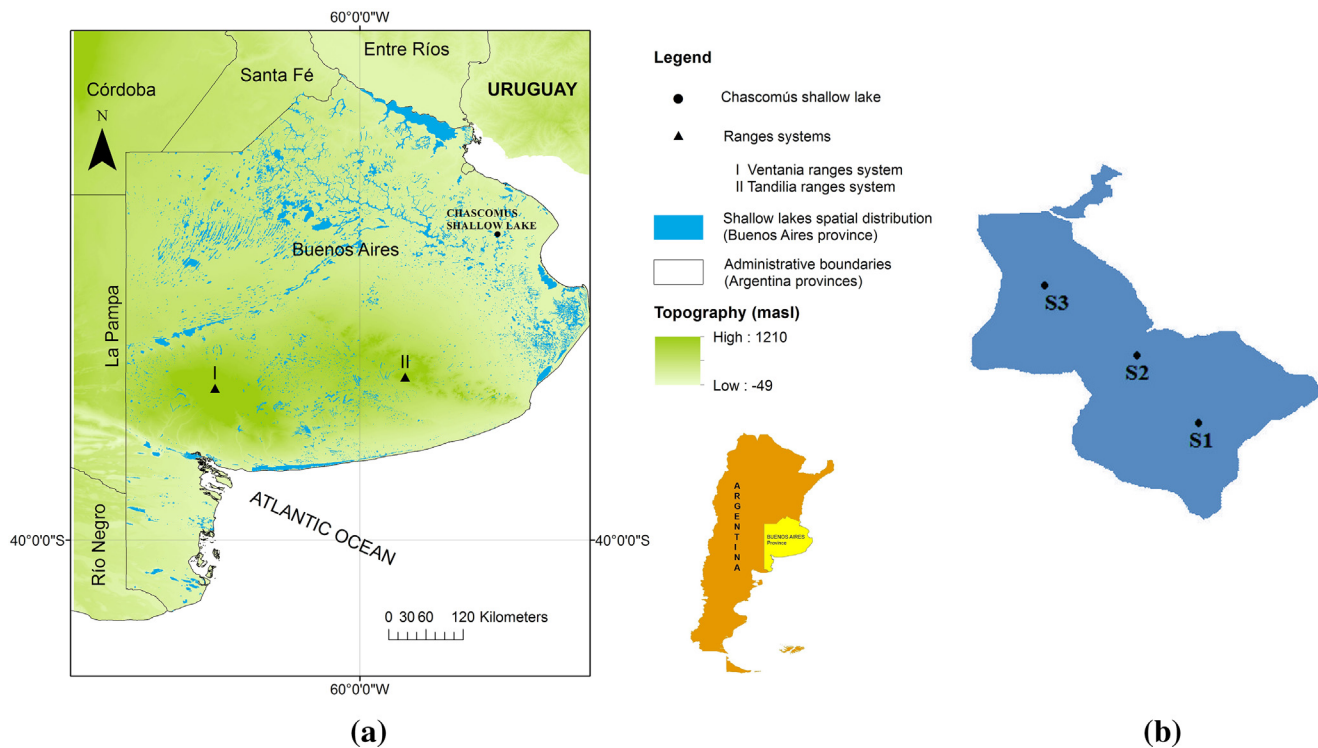 60°0'0"W
Entre Ríos
Santa Fé
URUGUAY
Córdoba
N
CHASCOMUS
SHALLOW LAKE
Buenos Aires
La Pampa
I
II
ATLANTIC OCEAN
Río Negro
40°0'0"S
40°0'0"S
0 30 60 120 Kilometers
60°0'0"W
(a)
Legend
Chascomús shallow lake
Ranges systems
I Ventania ranges system
II Tandilia ranges system
Shallow lakes spatial distribution
(Buenos Aires province)
Administrative boundaries
(Argentina provinces)
Topography (masl)
High : 1210
Low : -49
ARGENTINA
BUENOS AIRES
Province
S3
S2
S1
(b)